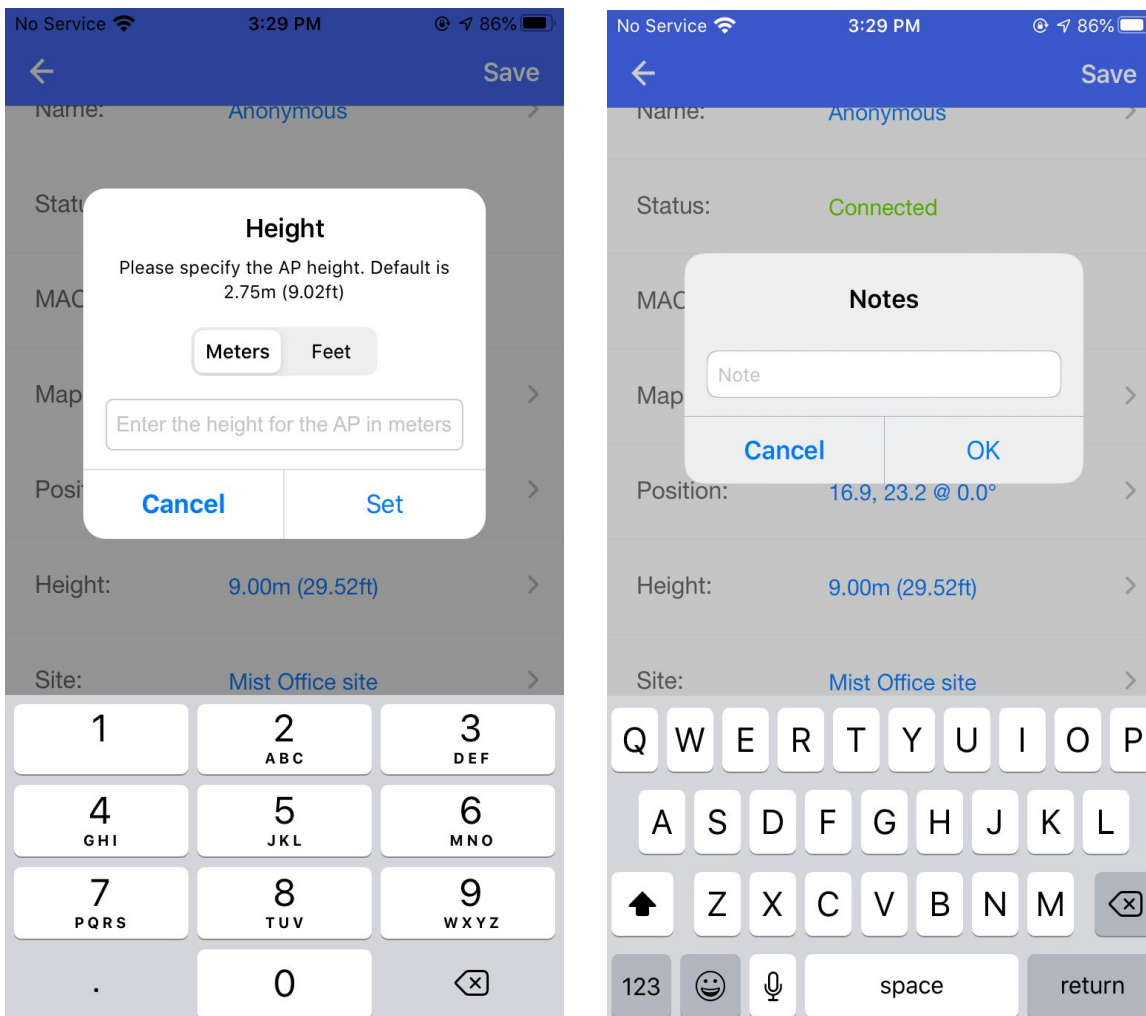 No Service 3:29 PM 86%
Save
Name: Anonymous
Statu
Height
Please specify the AP height. Default is
2.75m (9.02ft)
MAC
Meters Feet
Map
Enter the height for the AP in meters
Posi
Cancel Set
Height: 9.00m (29.52ft)
Site: Mist Office site
1 2 3
ABC DEF
4 5 6
GHI JKL MNO
7 8 9
PQRS TUV WXYZ
. 0
No Service 3:29 PM 86%
Save
Name: Anonymous
Status: Connected
MAC
Notes
Note
Map
Cancel OK
Position: 16.9, 23.2 @ 0.0°
Height: 9.00m (29.52ft)
Site: Mist Office site
Q W E R T Y U I O P
A S D F G H J K L
Z X C V B N M
123 space return